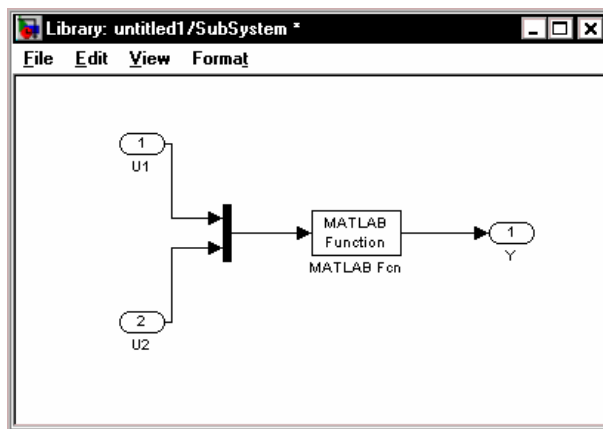 Library: untitled1/SubSystem *
File Edit View Format
1
U1
MATLAB
Function
MATLAB Fcn
1
Y
2
U2